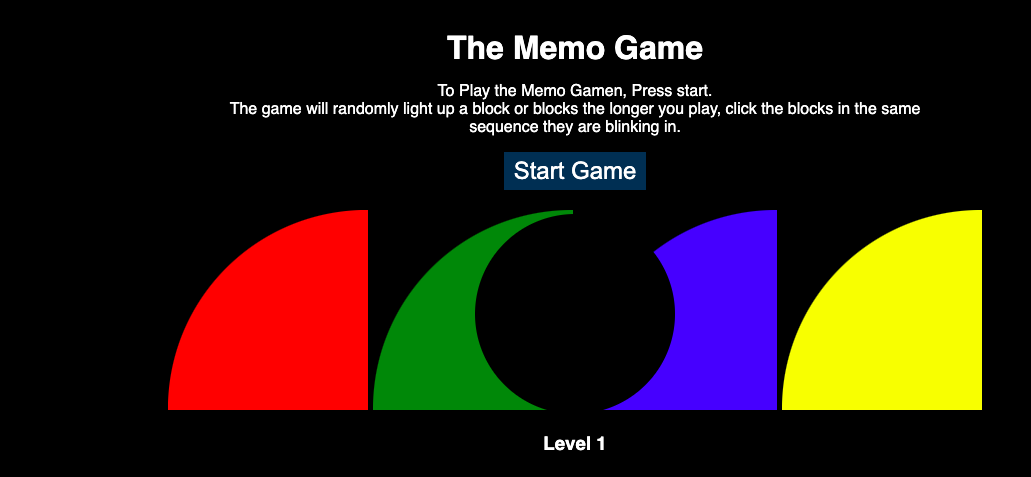 The Memo Game
To Play the Memo Gamen, Press start.
The game will randomly light up a block or blocks the longer you play, click the blocks in the same
sequence they are blinking in.
Start Game
Level 1